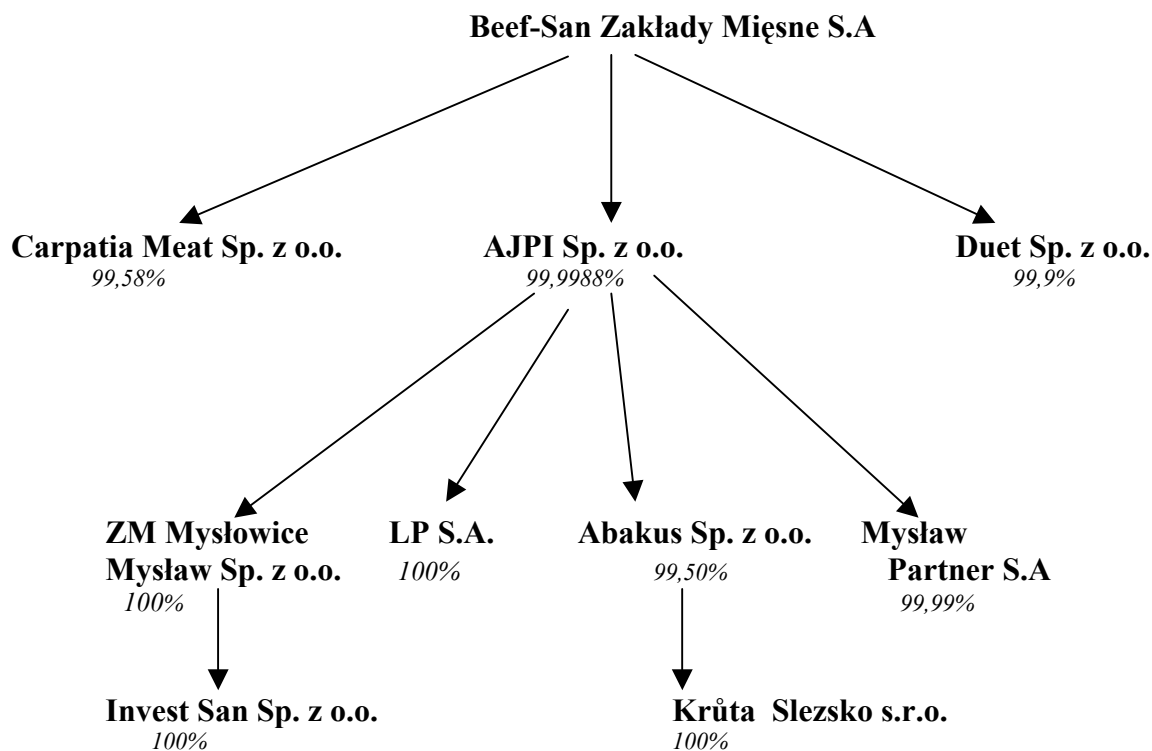 Beef-San Zakłady Mięsne S.A
Carpatia Meat Sp. z o.o.
99,58%
AJPI Sp. z o.o.
99,9988%
Duet Sp. z o.o.
99,9%
ZM Mysłowice
Mysław Sp. z o.o.
100%
LP S.A.
100%
Abakus Sp. z o.o.
99,50%
Mysław
Partner S.A
99,99%
Invest San Sp. z o.o.
100%
Krůta Slezsko s.r.o.
100%